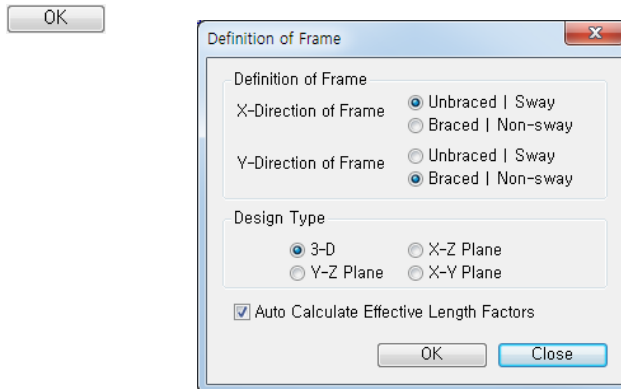 OK
Definition of Frame
Definition of Frame
X-Direction of Frame
Unbraced | Sway
Braced | Non-sway
Y-Direction of Frame
Unbraced | Sway
Braced | Non-sway
Design Type
3-D
X-Z Plane
Y-Z Plane
X-Y Plane
Auto Calculate Effective Length Factors
OK
Close